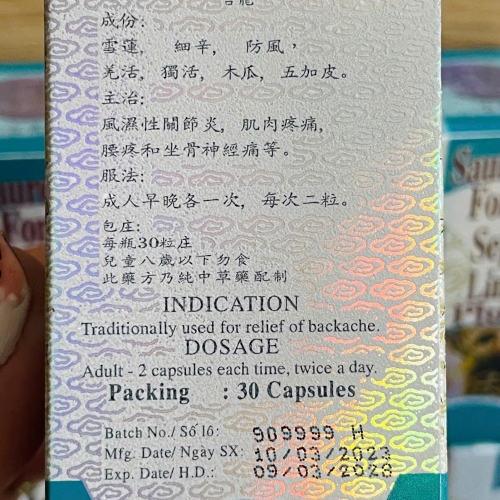 成份:
雪蓮, 細辛, 防風,
羌活, 獨活, 木瓜, 五加皮。
主治:
風濕性關節炎, 肌肉疼痛,
腰疼和坐骨神經痛等。
服法:
成人早晚各一次, 每次二粒。
包庄:
每瓶30粒庄
兒童八歲以下勿食
此藥方乃純中草藥配制
INDICATION
Traditionally used for relief of backache.
DOSAGE
Adult - 2 capsules each time, twice a day.
Packing : 30 Capsules
Batch No./ Số lô: 909999 H
Mfg. Date/ Ngày SX: 10/03/2023
Exp. Date/ H.D.: 09/03/2028